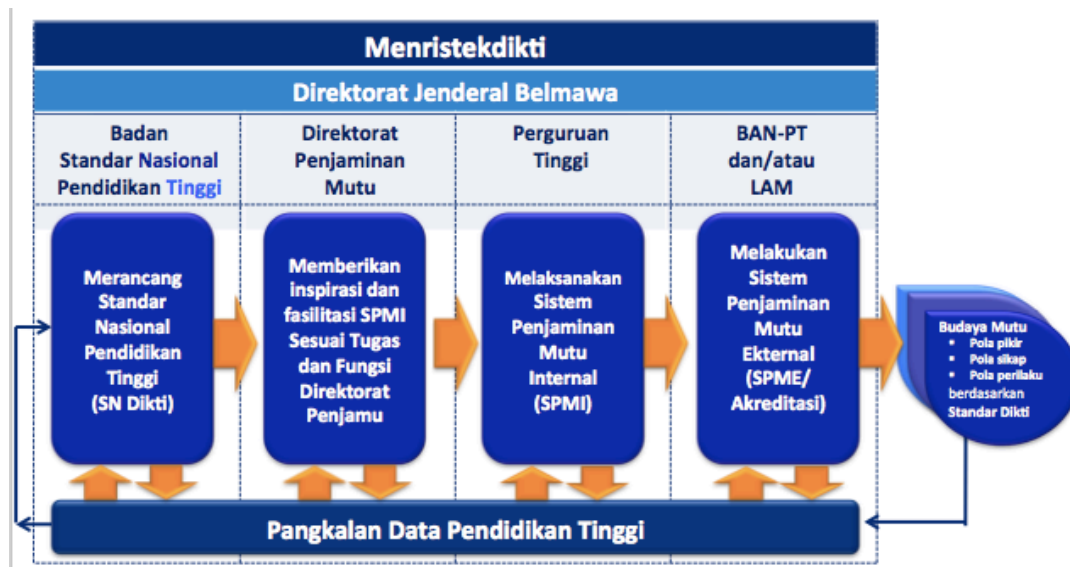 Menristekdikti
Direktorat Jenderal Belmawa
Badan
Standar Nasional
Pendidikan Tinggi
Direktorat
Penjaminan
Mutu
Perguruan
Tinggi
BAN-PT
dan/atau
LAM
Merancang
Standar
Nasional
Pendidikan
Tinggi
(SN Dikti)
Memberikan
inspirasi dan
fasilitasi SPMI
Sesuai Tugas
dan Fungsi
Direktorat
Penjamu
Melaksanakan
Sistem
Penjaminan
Mutu
Internal
(SPMI)
Melakukan
Sistem
Penjaminan
Mutu
Ekternal
(SPME/
Akreditasi)
Budaya Mutu
▪ Pola pikir
▪ Pola sikap
▪ Pola perilaku
berdasarkan
Standar Dikti
Pangkalan Data Pendidikan Tinggi